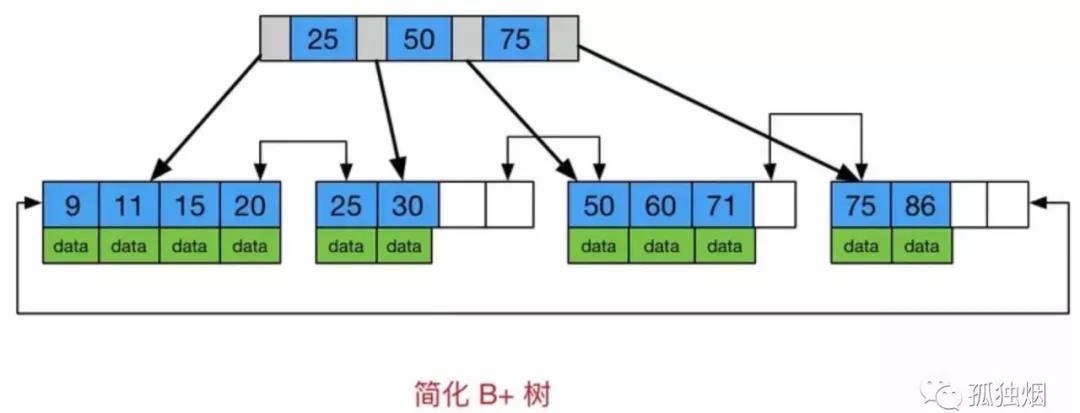 25 50 75
9 11 15 20 25 30 50 60 71 75 86
data data data data data data data data data data data
简化 B+ 树
孤独烟